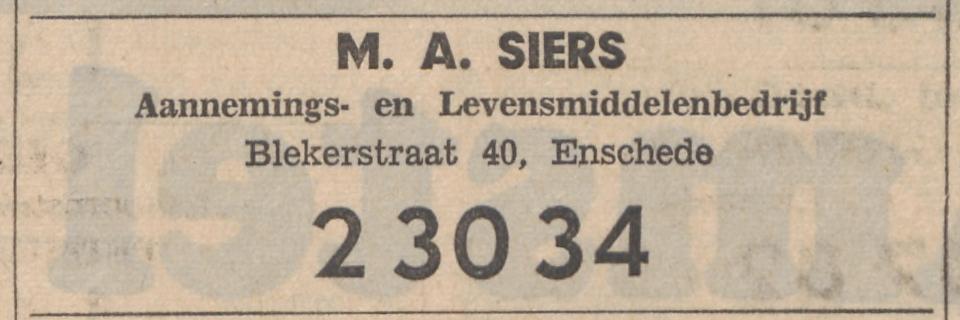 M. A. SIERS
Aannemings- en Levensmiddelenbedrijf
Blekerstraat 40, Enschede
2 30 34